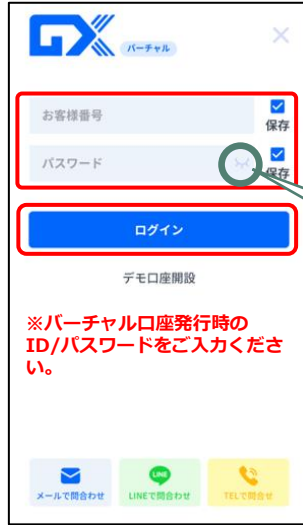 GX バーチャル
お客様番号
保存
パスワード
保存
ログイン
デモ口座開設
※バーチャル口座発行時の
ID/パスワードをご入力くださ
い。
メールで問合わせ
LINE
LINEで問合わせ
TELで問合せ